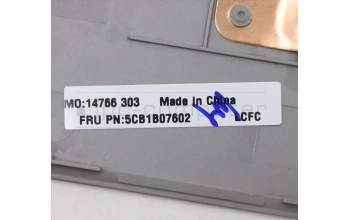 MO:14766 303 Made in China
FRU PN:5CB1B07602 LCFC